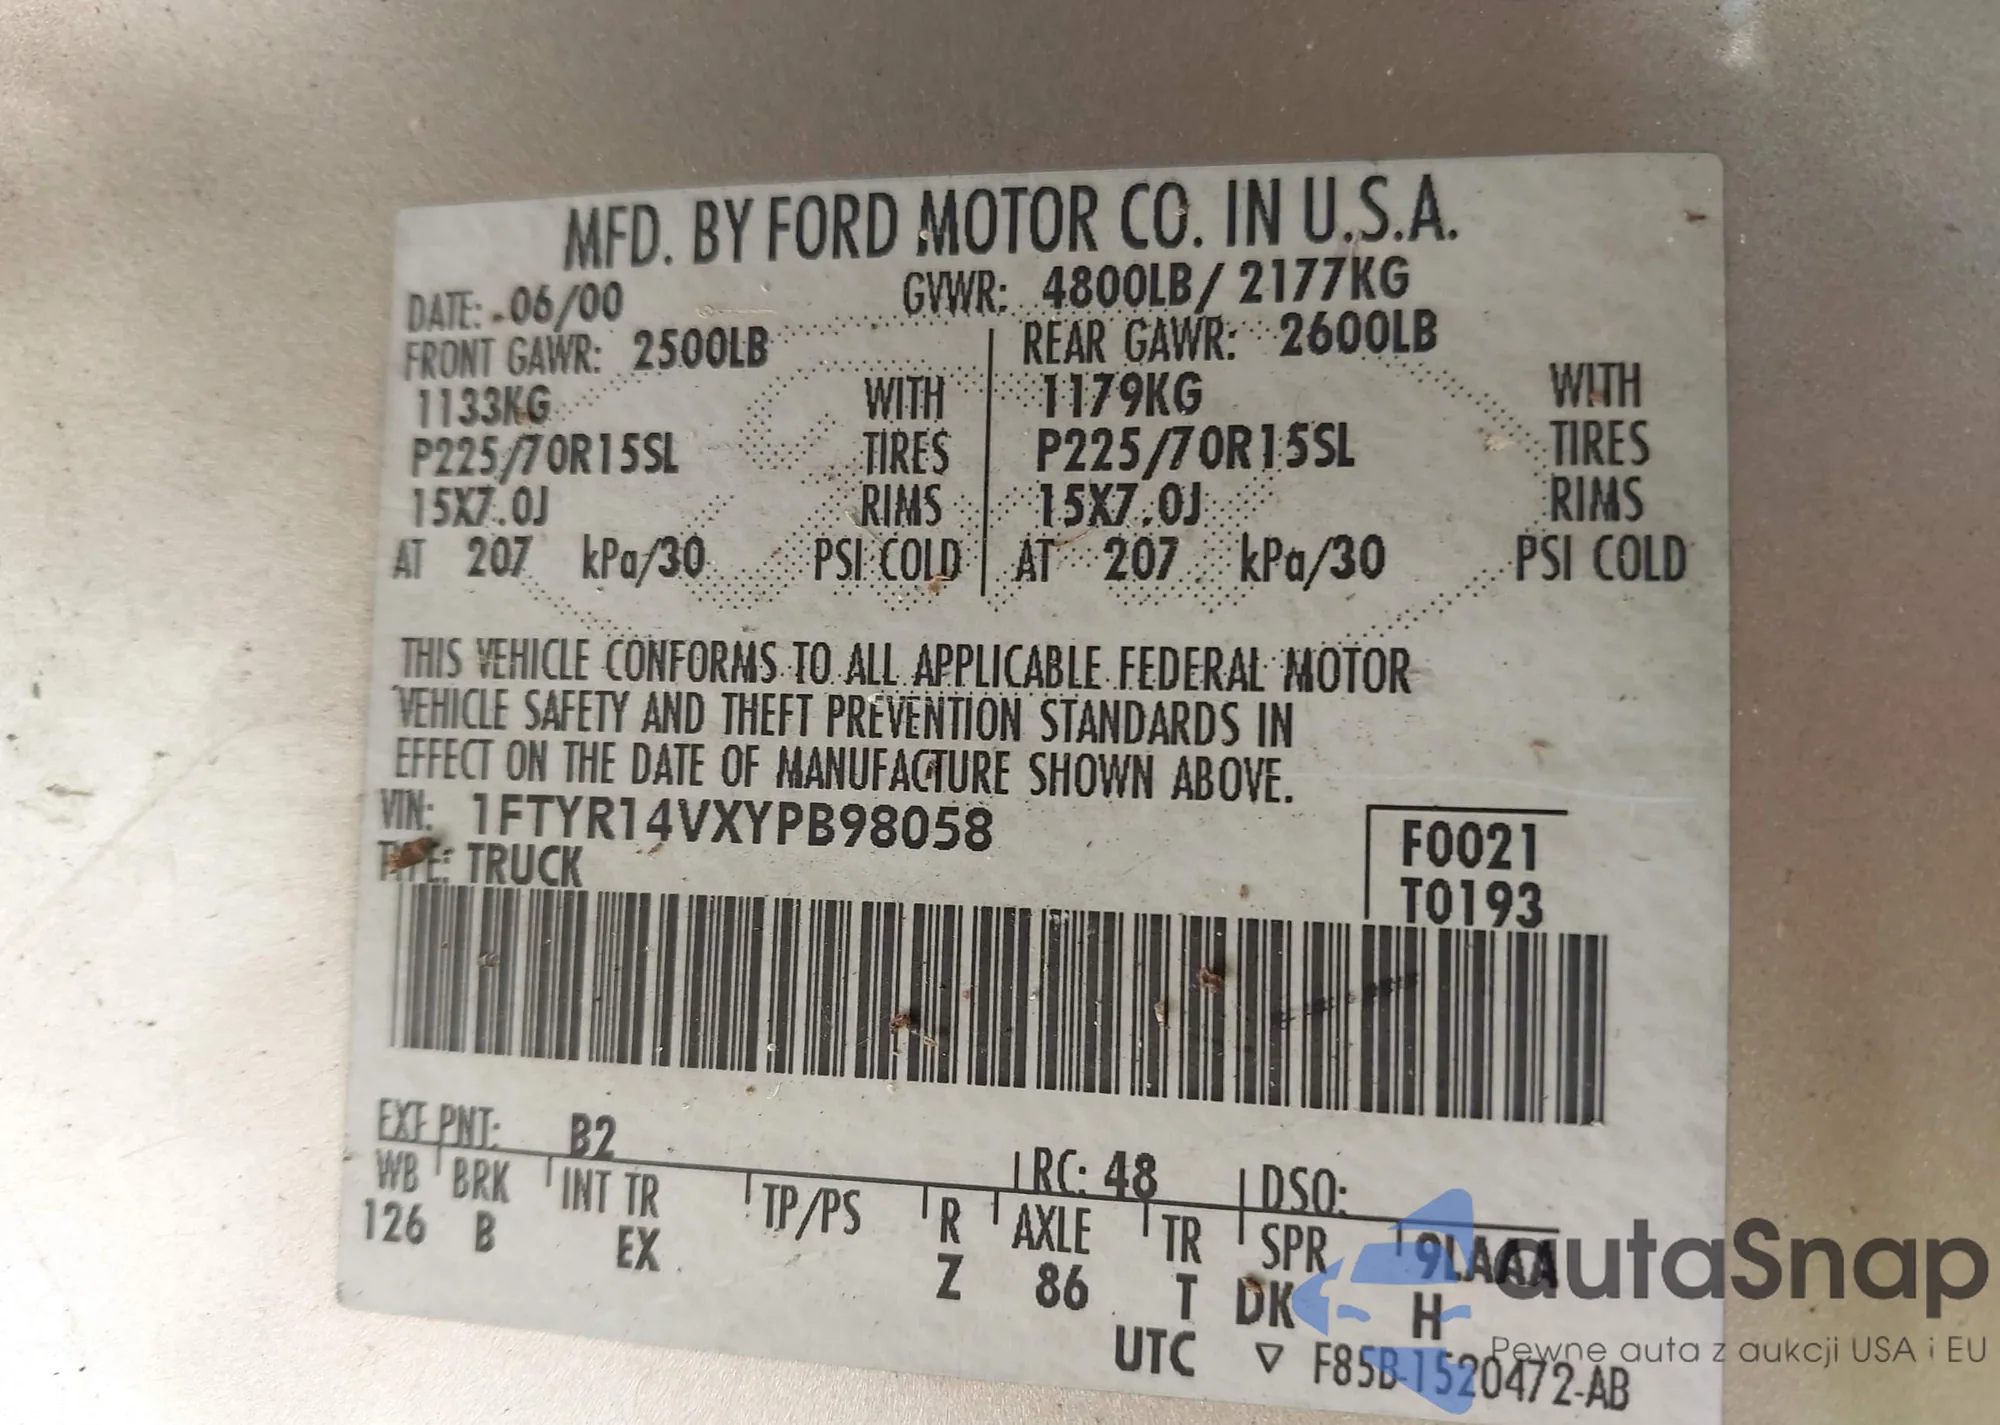 MFD. BY FORD MOTOR CO. IN U.S.A.
DATE: 06/00 GVWR: 4800LB/ 2177KG
FRONT GAWR: 2500LB REAR GAWR: 2600LB
1133KG WITH 1179KG WITH
P225/70R15SL TIRES P225/70R15SL TIRES
15X7.0J RIMS 15X7.0J RIMS
AT 207 kPa/30 PSI COLD AT 207 kPa/30 PSI COLD
THIS VEHICLE CONFORMS TO ALL APPLICABLE FEDERAL MOTOR
VEHICLE SAFETY AND THEFT PREVENTION STANDARDS IN
EFFECT ON THE DATE OF MANUFACTURE SHOWN ABOVE.
VIN: 1FTYR14VXYPB98058 F0021
TYPE: TRUCK T0193
EXT PNT: B2 RC: 48 DSO:
WB BRK INT TR TP/PS R AXLE TR SPR 9LAAA
126 B EX Z 86 T DK H
UTC ▽ F85B-1520472-AB
autaSnap
Pewne auta z aukcji USA i EU